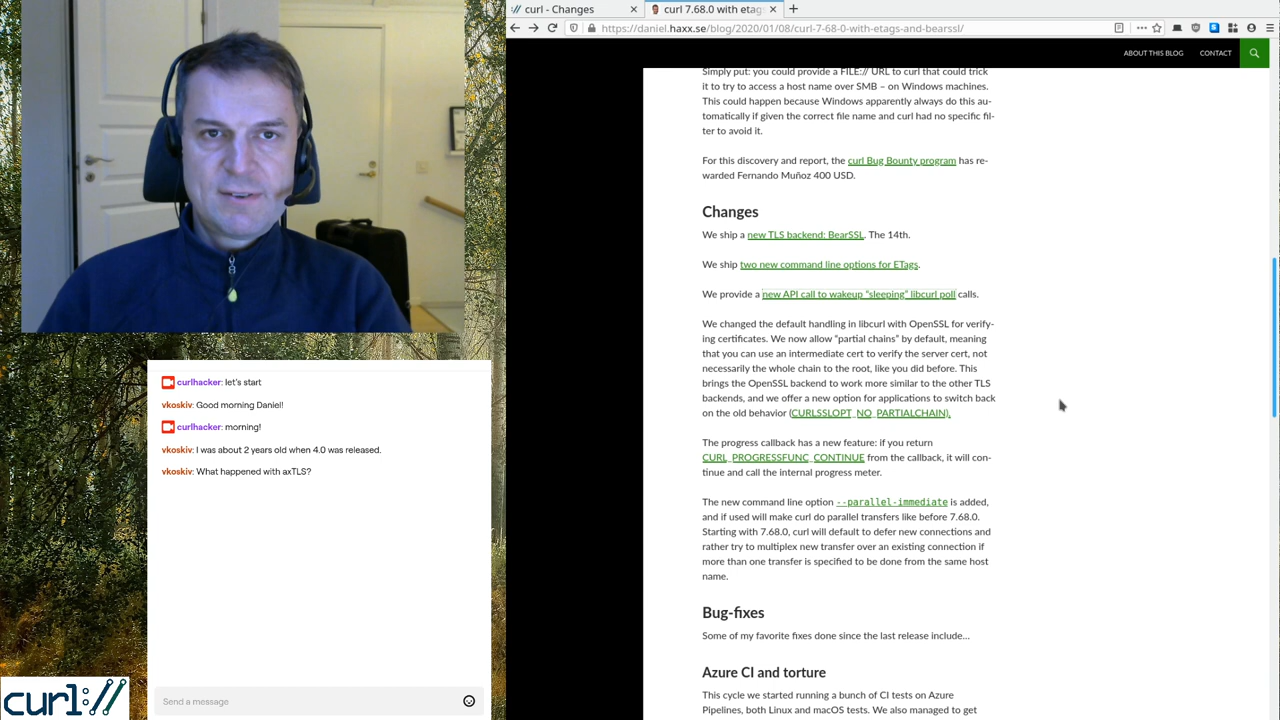 curl - Changes
curl 7.68.0 with etag
https://daniel.haxx.se/blog/2020/01/08/curl-7-68-0-with-etags-and-bearssl/
ABOUT THIS BLOG
CONTACT
Simply put: you could provide a FILE:// URL to curl that could trick
it to try to access a host name over SMB – on Windows machines.
This could happen because Windows apparently always do this au-
tomatically if given the correct file name and curl had no specific fil-
ter to avoid it.
For this discovery and report, the curl Bug Bounty program has re-
warded Fernando Muñoz 400 USD.
Changes
We ship a new TLS backend: BearSSL. The 14th.
We ship two new command line options for ETags.
We provide a new API call to wakeup “sleeping” libcurl poll calls.
We changed the default handling in libcurl with OpenSSL for verify-
ing certificates. We now allow “partial chains” by default, meaning
that you can use an intermediate cert to verify the server cert, not
necessarily the whole chain to the root, like you did before. This
brings the OpenSSL backend to work more similar to the other TLS
backends, and we offer a new option for applications to switch back
on the old behavior (CURLSSLOPT_NO_PARTIALCHAIN).
The progress callback has a new feature: if you return
CURL_PROGRESSFUNC_CONTINUE from the callback, it will con-
tinue and call the internal progress meter.
The new command line option --parallel-immediate is added,
and if used will make curl do parallel transfers like before 7.68.0.
Starting with 7.68.0, curl will default to defer new connections and
rather try to multiplex new transfer over an existing connection if
more than one transfer is specified to be done from the same host
name.
Bug-fixes
Some of my favorite fixes done since the last release include…
Azure CI and torture
This cycle we started running a bunch of CI tests on Azure
Pipelines, both Linux and macOS tests. We also managed to get
curlhacker: let's start
vkoskiv: Good morning Daniel!
curlhacker: morning!
vkoskiv: I was about 2 years old when 4.0 was released.
vkoskiv: What happened with axTLS?
Send a message
curl://